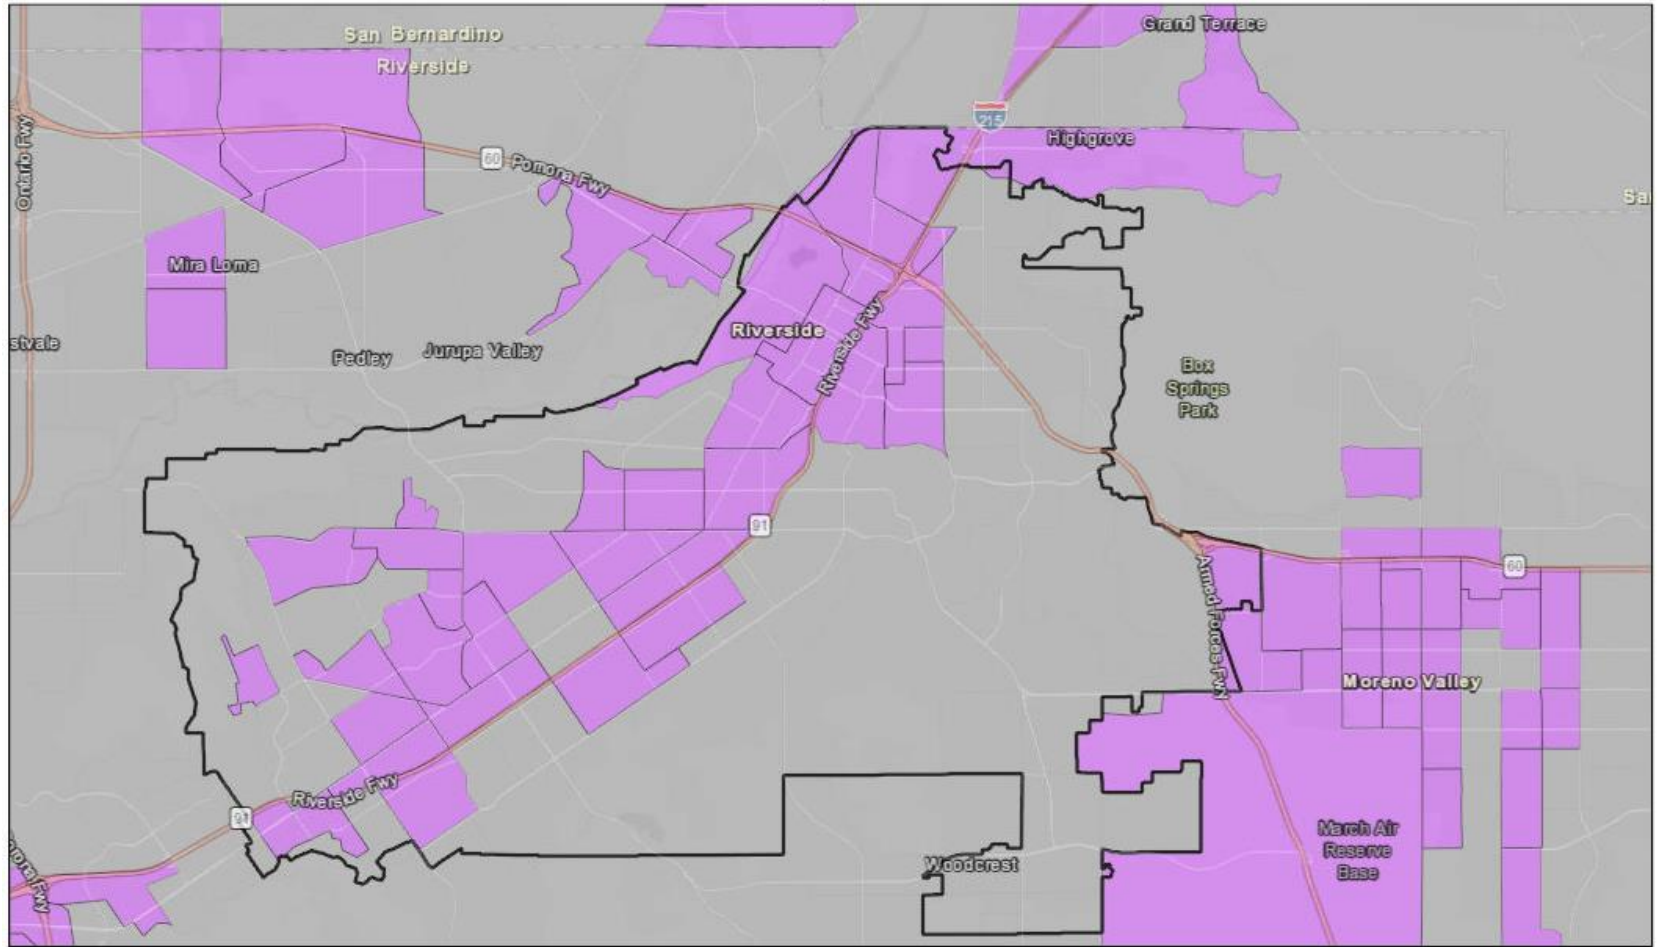 San Bernardino
Riverside
Grand Terrace
215
Highgrove
Ontario Fwy
60
Pomona Fwy
Sa
Mira Loma
Riverside
stvale
Pedley
Jurupa Valley
Riverside Fwy
Box
Springs
Park
91
60
Armed Forces Fwy
Moreno Valley
Riverside Fwy
91
March Air
Reserve
Base
Woodcrest
rona Fwy